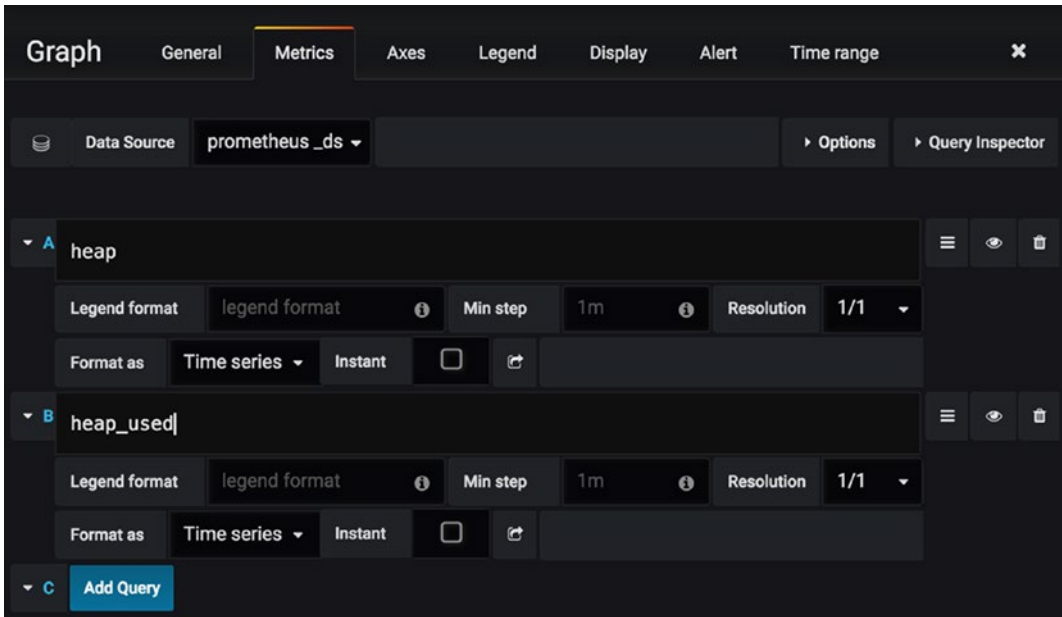 Graph General Metrics Axes Legend Display Alert Time range
Data Source prometheus _ds Options Query Inspector
A heap
Legend format legend format Min step 1m Resolution 1/1
Format as Time series Instant
B heap_used
Legend format legend format Min step 1m Resolution 1/1
Format as Time series Instant
C Add Query